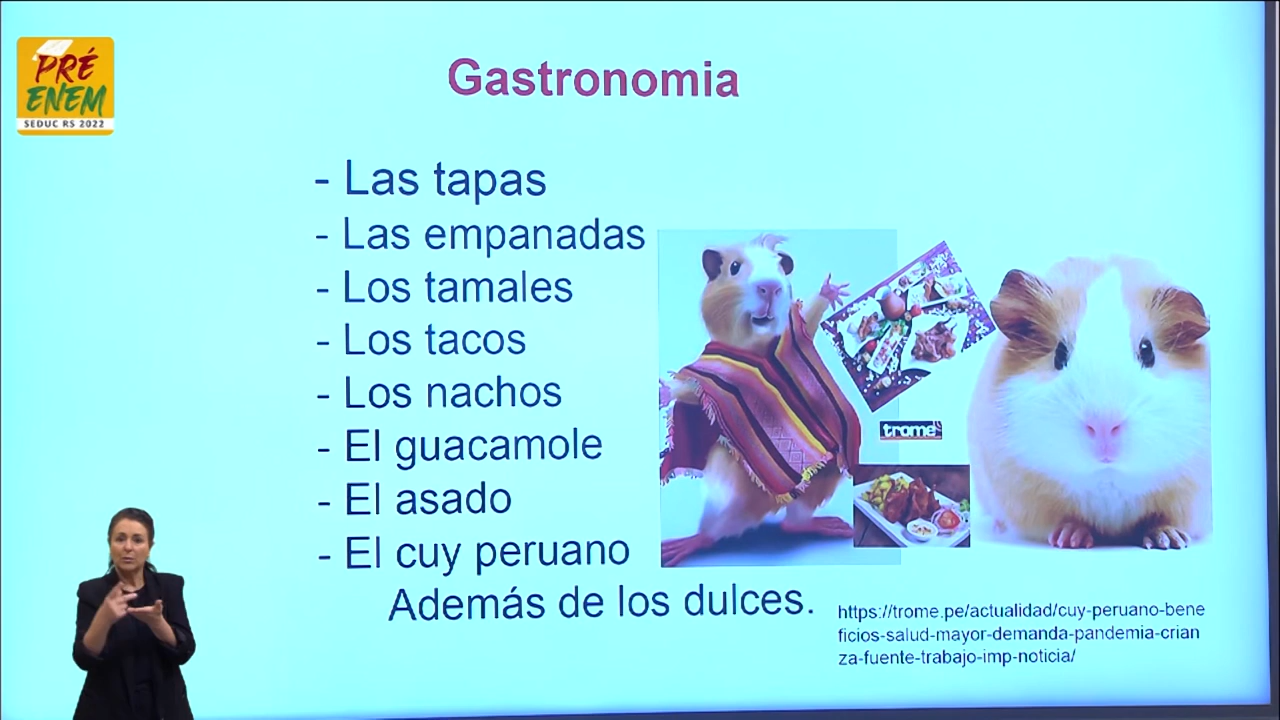 PRÉ
ENEM
SEDUC RS 2022
Gastronomia
- Las tapas
- Las empanadas
- Los tamales
- Los tacos
- Los nachos
- El guacamole
- El asado
- El cuy peruano
Además de los dulces.
trome
https://trome.pe/actualidad/cuy-peruano-bene
ficios-salud-mayor-demanda-pandemia-crian
za-fuente-trabajo-imp-noticia/